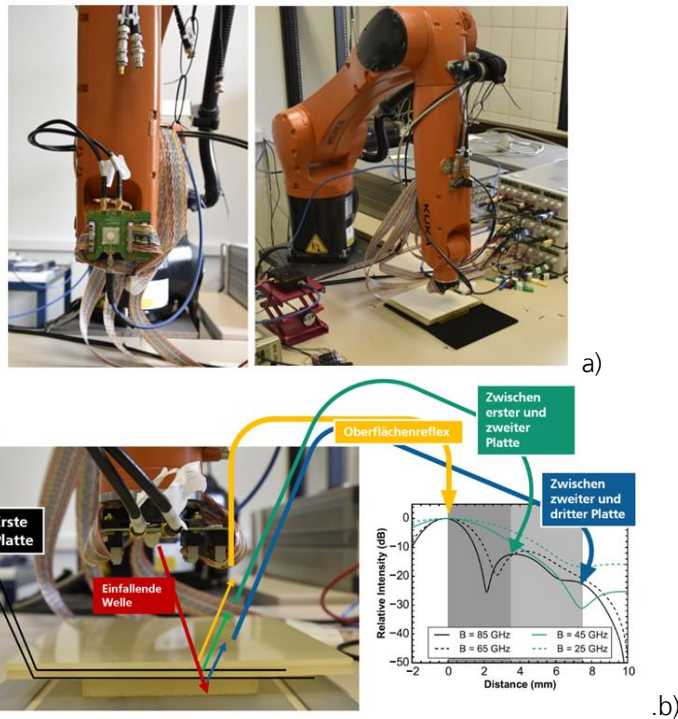 KUKA
KUKA
a)
Zwischen
erster und
zweiter
Platte
Oberflächenreflex
Zwischen
zweiter und
dritter Platte
Erste
Platte
Einfallende
Welle
Relative Intensity (dB)
0
−10
−20
−30
−40
−50
B = 85 GHz
B = 45 GHz
B = 65 GHz
B = 25 GHz
−2 0 2 4 6 8 10
Distance (mm)
.b)